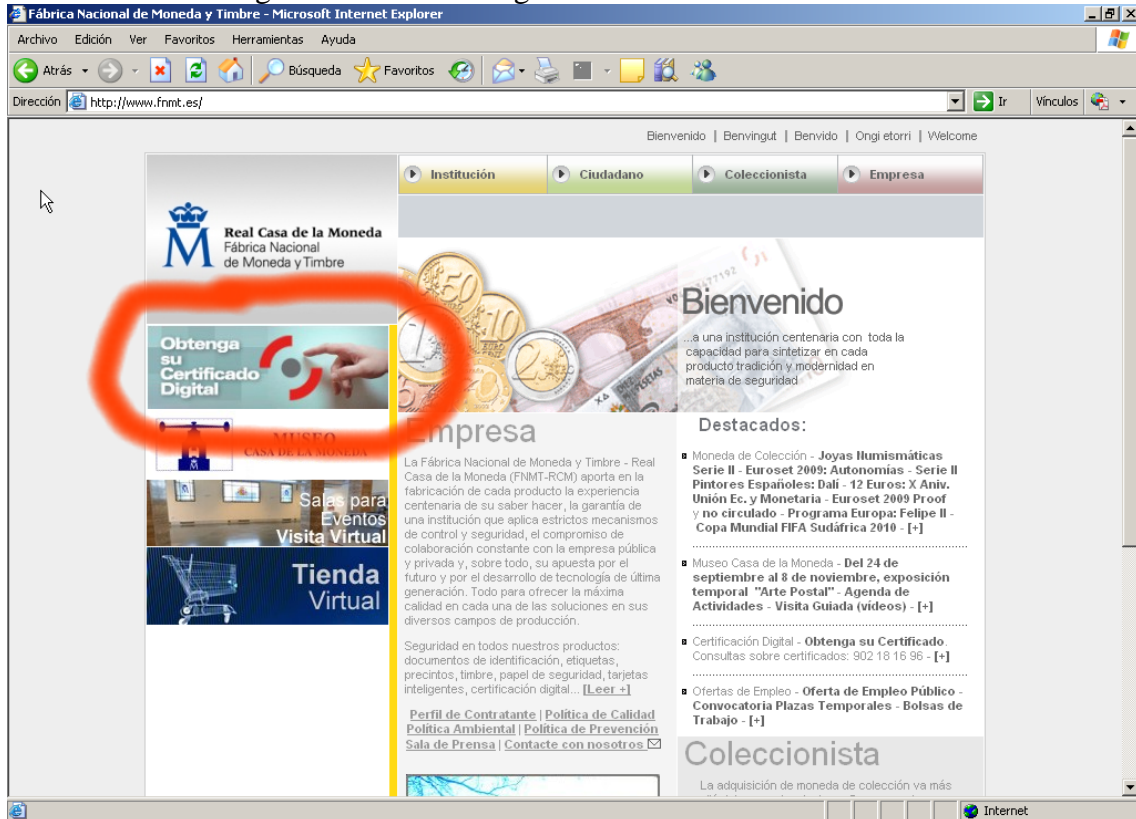 Fábrica Nacional de Moneda y Timbre - Microsoft Internet Explorer
Archivo Edición Ver Favoritos Herramientas Ayuda
Atrás Búsqueda Favoritos
Dirección http://www.fnmt.es/ Ir Vínculos
Bienvenido | Benvingut | Benvido | Ongi etorri | Welcome
Institución Ciudadano Coleccionista Empresa
Real Casa de la Moneda
Fábrica Nacional
de Moneda y Timbre
Obtenga
su
Certificado
Digital
MUSEO
CASA DE LA MONEDA
Salas para
Eventos
Visita Virtual
Tienda
Virtual
Bienvenido
...a una institución centenaria con toda la
capacidad para sintetizar en cada
producto tradición y modernidad en
materia de seguridad
Empresa
La Fábrica Nacional de Moneda y Timbre - Real
Casa de la Moneda (FNMT-RCM) aporta en la
fabricación de cada producto la experiencia
centenaria de su saber hacer, la garantía de
una institución que aplica estrictos mecanismos
de control y seguridad, el compromiso de
colaboración constante con la empresa pública
y privada y, sobre todo, su apuesta por el
futuro y por el desarrollo de tecnología de última
generación. Todo para ofrecer la máxima
calidad en cada una de las soluciones en sus
diversos campos de producción.
Seguridad en todos nuestros productos:
documentos de identificación, etiquetas,
precintos, timbre, papel de seguridad, tarjetas
inteligentes, certificación digital... [Leer +]
Perfil de Contratante | Política de Calidad
Política Ambiental | Política de Prevención
Sala de Prensa | Contacte con nosotros
Destacados:
Moneda de Colección - Joyas Numismáticas
Serie II - Euroset 2009: Autonomías - Serie II
Pintores Españoles: Dalí - 12 Euros: X Aniv.
Unión Ec. y Monetaria - Euroset 2009 Proof
y no circulado - Programa Europa: Felipe II -
Copa Mundial FIFA Sudáfrica 2010 - [+]
Museo Casa de la Moneda - Del 24 de
septiembre al 8 de noviembre, exposición
temporal "Arte Postal" - Agenda de
Actividades - Visita Guiada (vídeos) - [+]
Certificación Digital - Obtenga su Certificado.
Consultas sobre certificados: 902 18 16 96 - [+]
Ofertas de Empleo - Oferta de Empleo Público -
Convocatoria Plazas Temporales - Bolsas de
Trabajo - [+]
Coleccionista
La adquisición de moneda de colección va más
Internet